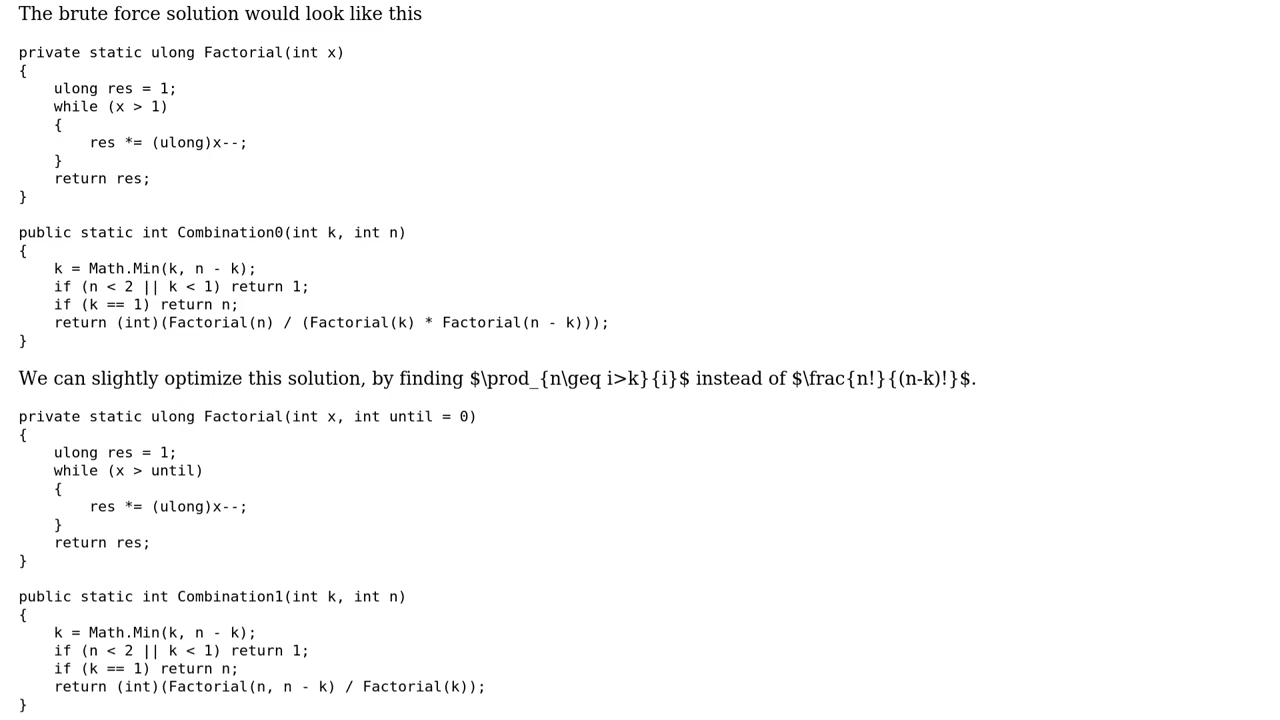 The brute force solution would look like this
private static ulong Factorial(int x)
{
    ulong res = 1;
    while (x > 1)
    {
        res *= (ulong)x--;
    }
    return res;
}
public static int Combination0(int k, int n)
{
    k = Math.Min(k, n - k);
    if (n < 2 || k < 1) return 1;
    if (k == 1) return n;
    return (int)(Factorial(n) / (Factorial(k) * Factorial(n - k)));
}
We can slightly optimize this solution, by finding $\prod_{n\geq i>k}{i}$ instead of $\frac{n!}{(n-k)!}$.
private static ulong Factorial(int x, int until = 0)
{
    ulong res = 1;
    while (x > until)
    {
        res *= (ulong)x--;
    }
    return res;
}
public static int Combination1(int k, int n)
{
    k = Math.Min(k, n - k);
    if (n < 2 || k < 1) return 1;
    if (k == 1) return n;
    return (int)(Factorial(n, n - k) / Factorial(k));
}